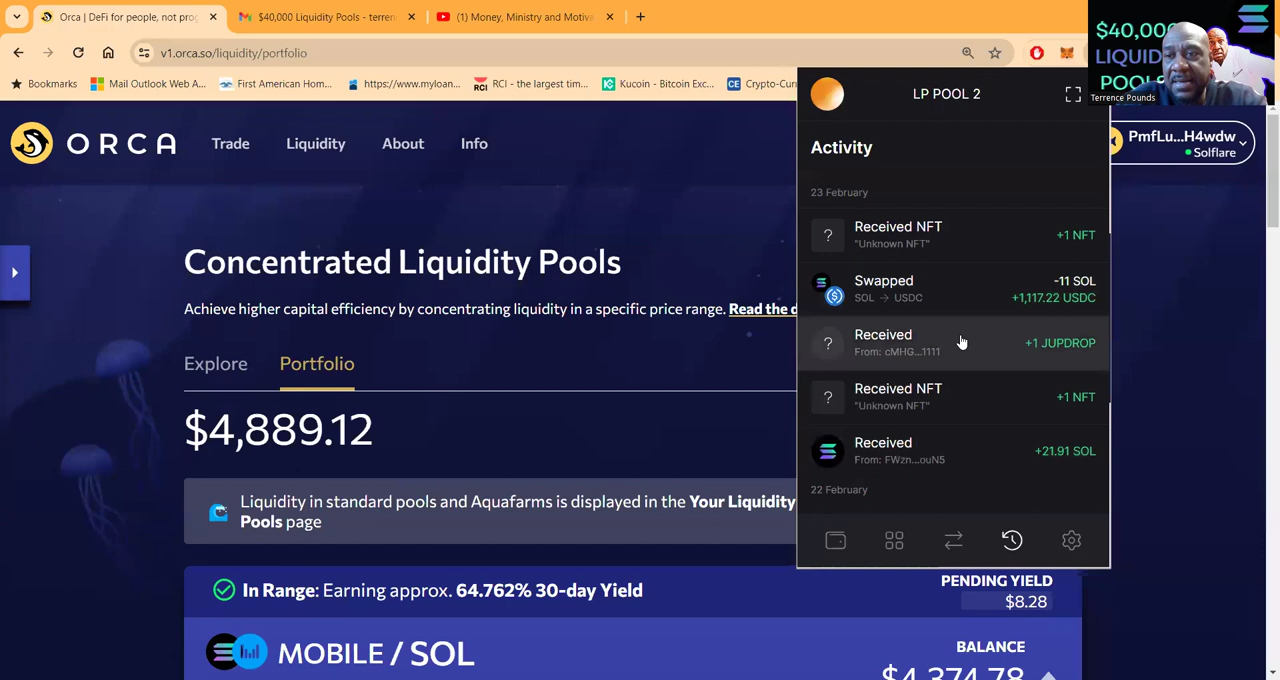 Orca | DeFi for people, not prog
$40,000 Liquidity Pools - terren
(1) Money, Ministry and Motiva
v1.orca.so/liquidity/portfolio
Bookmarks
Mail Outlook Web A...
First American Hom...
https://www.myloan...
RCI - the largest tim...
Kucoin - Bitcoin Exc...
Crypto-Cur
$40,000
LIQUID
POOLS
Terrence Pounds
ORCA
Trade
Liquidity
About
Info
PmfLu...H4wdw
Solflare
LP POOL 2
Activity
23 February
Received NFT
"Unknown NFT"
+1 NFT
Swapped
SOL → USDC
-11 SOL
+1,117.22 USDC
Received
From: cMHG...1111
+1 JUPDROP
Received NFT
"Unknown NFT"
+1 NFT
Received
From: FWzn...ouN5
+21.91 SOL
22 February
Concentrated Liquidity Pools
Achieve higher capital efficiency by concentrating liquidity in a specific price range. Read the d
Explore
Portfolio
$4,889.12
Liquidity in standard pools and Aquafarms is displayed in the Your Liquidity
Pools page
In Range: Earning approx. 64.762% 30-day Yield
PENDING YIELD
$8.28
MOBILE / SOL
BALANCE
$4,374.78